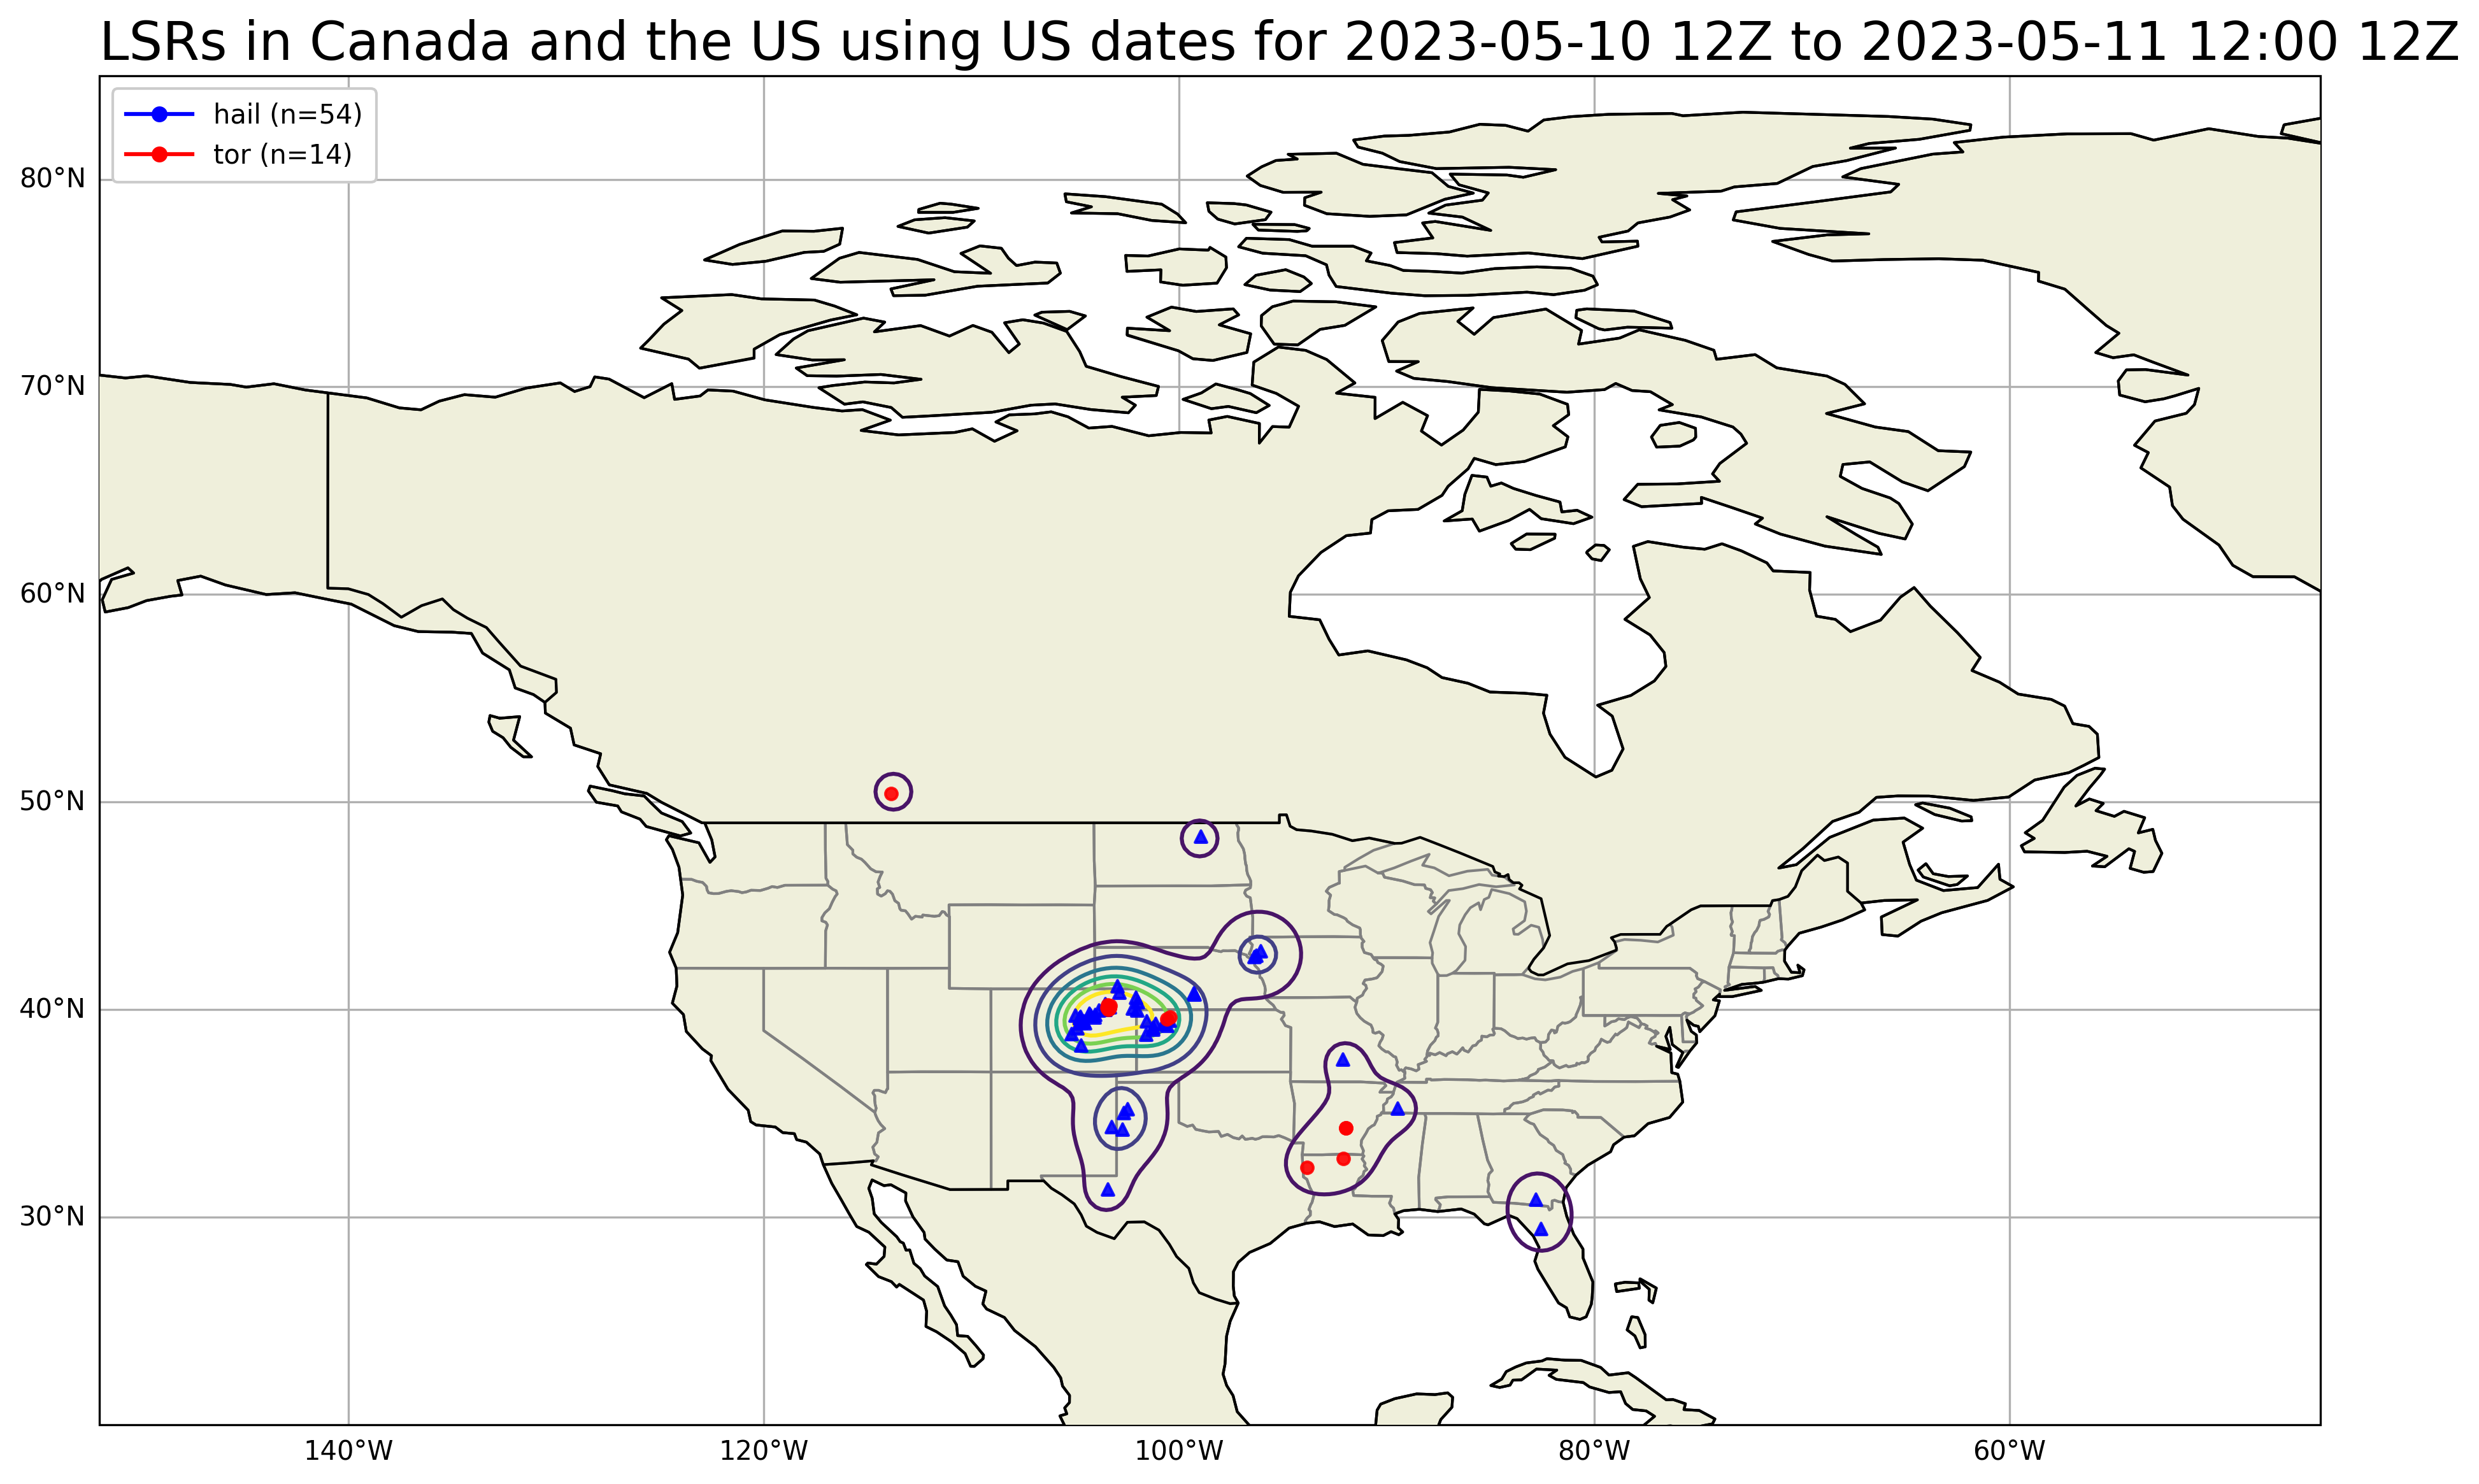 LSRs in Canada and the US using US dates for 2023-05-10 12Z to 2023-05-11 12:00 12Z
hail (n=54)
tor (n=14)
80°N
70°N
60°N
50°N
40°N
30°N
140°W 120°W 100°W 80°W 60°W